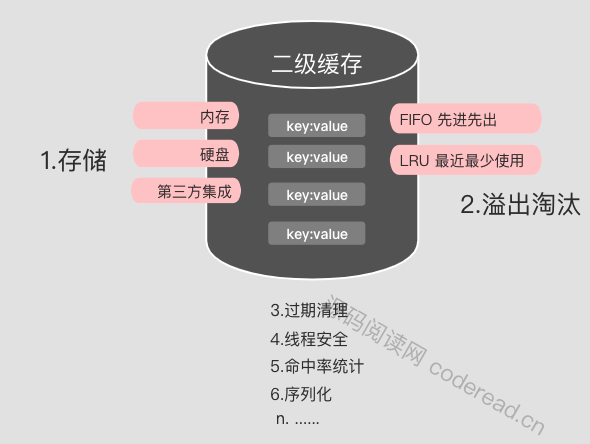 二级缓存
1.存储
内存
硬盘
第三方集成
key:value
key:value
key:value
key:value
FIFO 先进先出
LRU 最近最少使用
2.溢出淘汰
3.过期清理
4.线程安全
5.命中率统计
6.序列化
n. ......
源码阅读网 coderead.cn